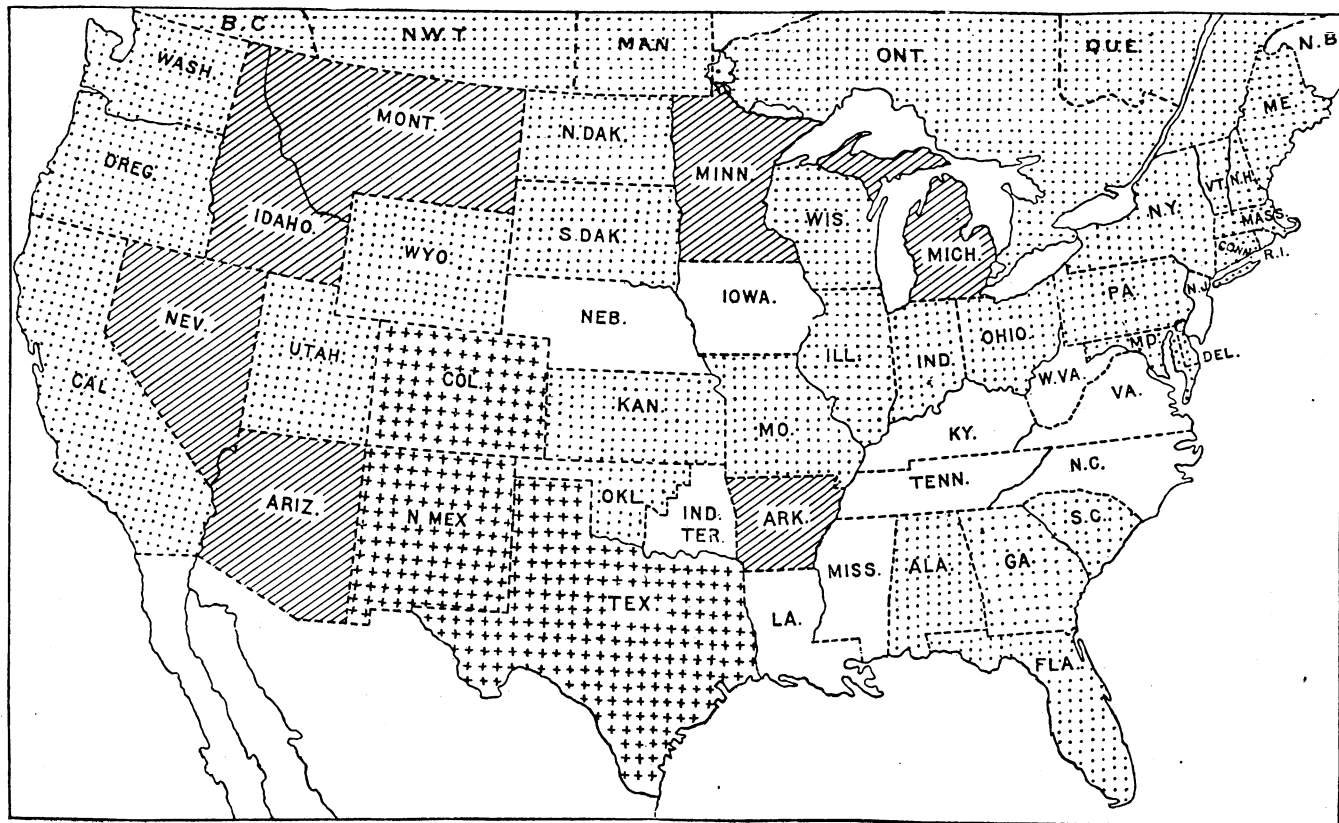 B.C
N.W.T
MAN
ONT.
QUE.
N.B
WASH.
MONT.
N.DAK.
MINN.
ME.
OREG.
IDAHO.
WYO.
S.DAK
WIS.
MICH.
N.Y.
VT.
N.H.
MASS.
CONN.
R.I.
NEV.
UTAH.
NEB.
IOWA.
PA.
N.J.
CAL
COL.
KAN.
MO.
ILL.
IND.
OHIO.
MD.
DEL.
W.VA
VA.
KY.
ARIZ.
N.MEX
OKL.
IND.
TER.
ARK.
TENN.
N.C.
S.C.
TEX.
LA.
MISS.
ALA.
GA.
FLA.